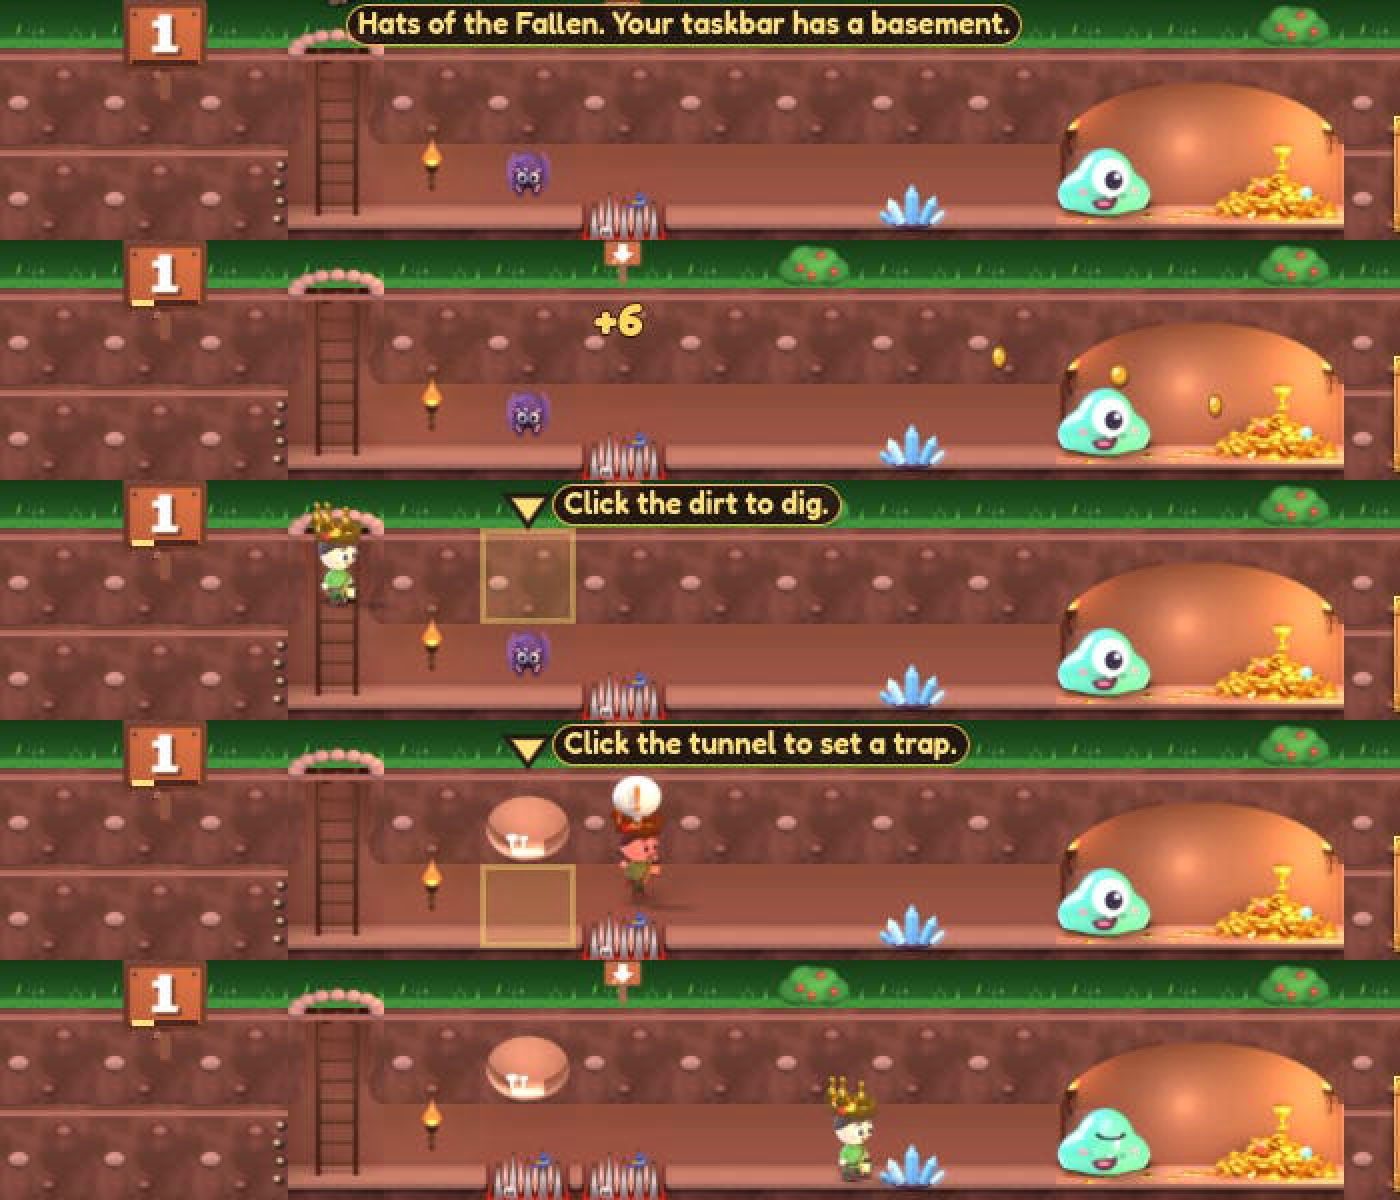 1
Hats of the Fallen. Your taskbar has a basement.
1
+6
1
Click the dirt to dig.
1
Click the tunnel to set a trap.
!
1